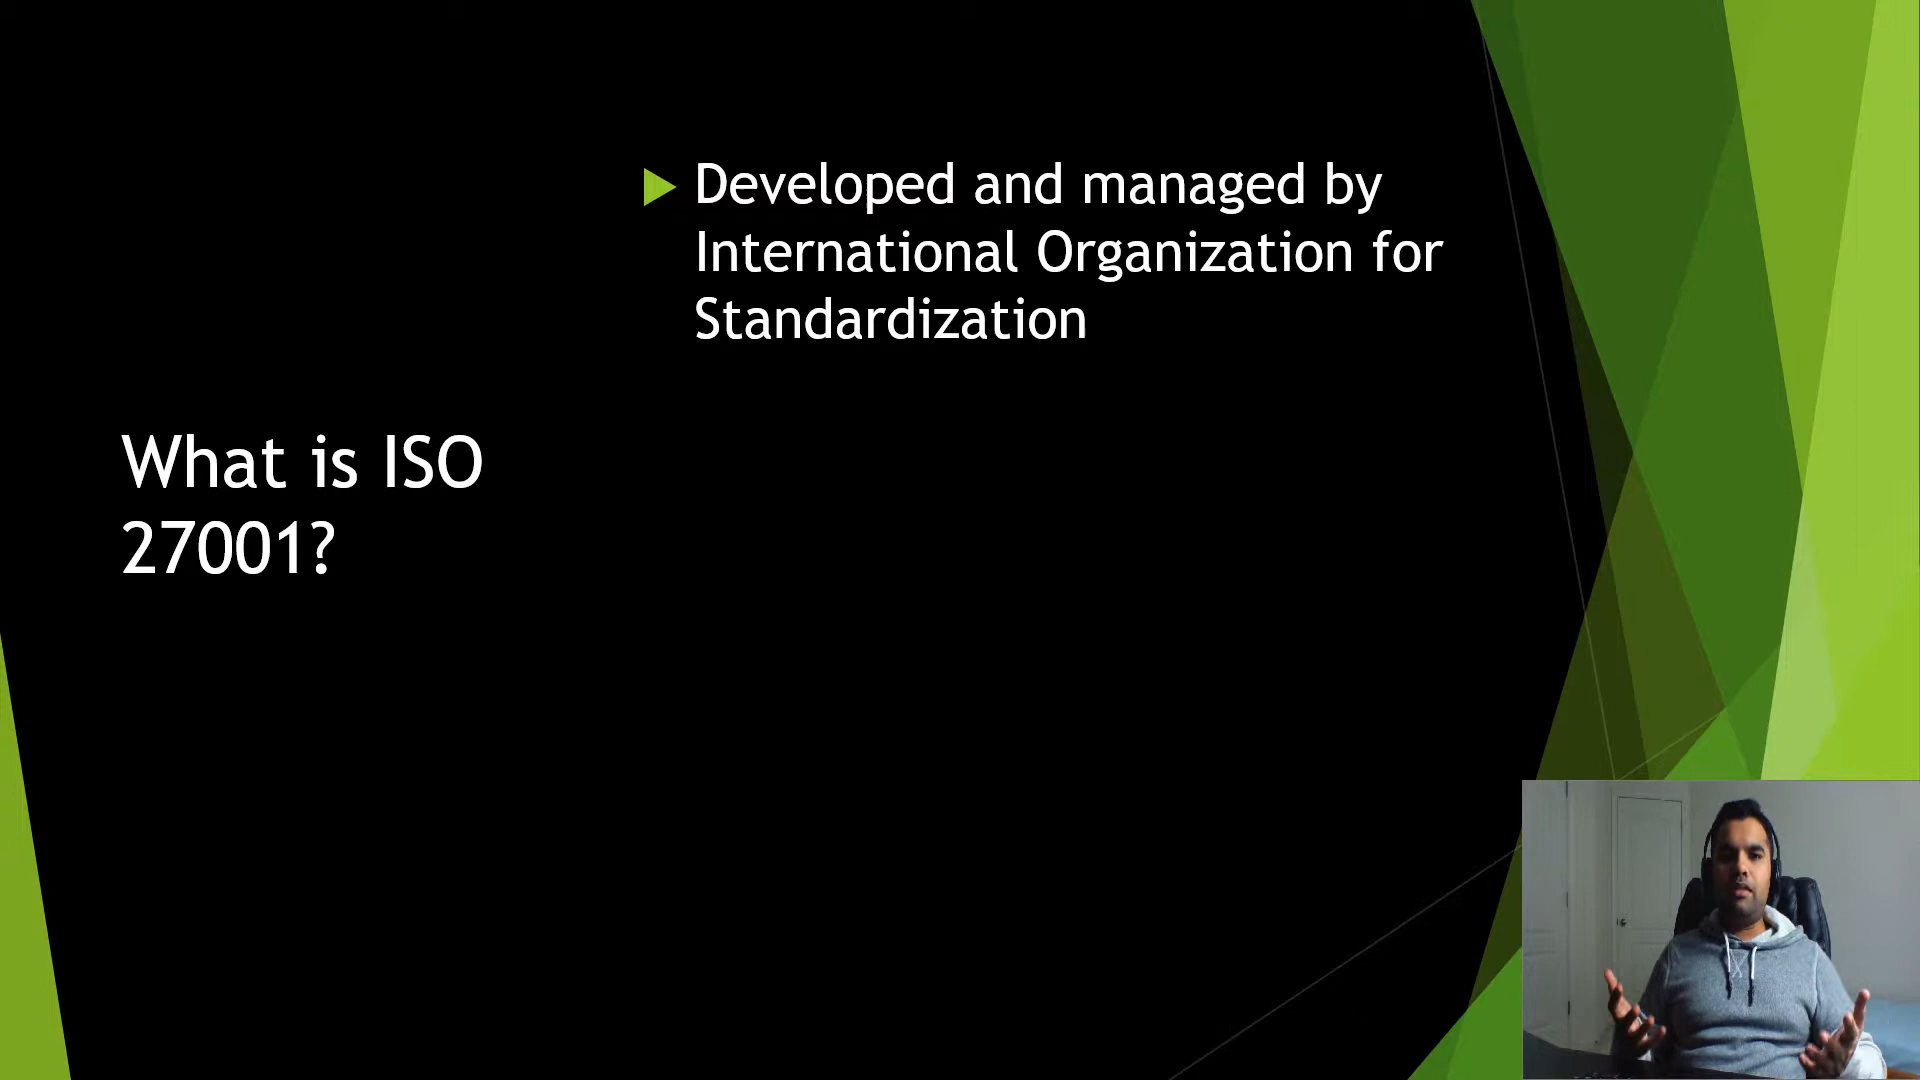 What is ISO
27001?
Developed and managed by
International Organization for
Standardization